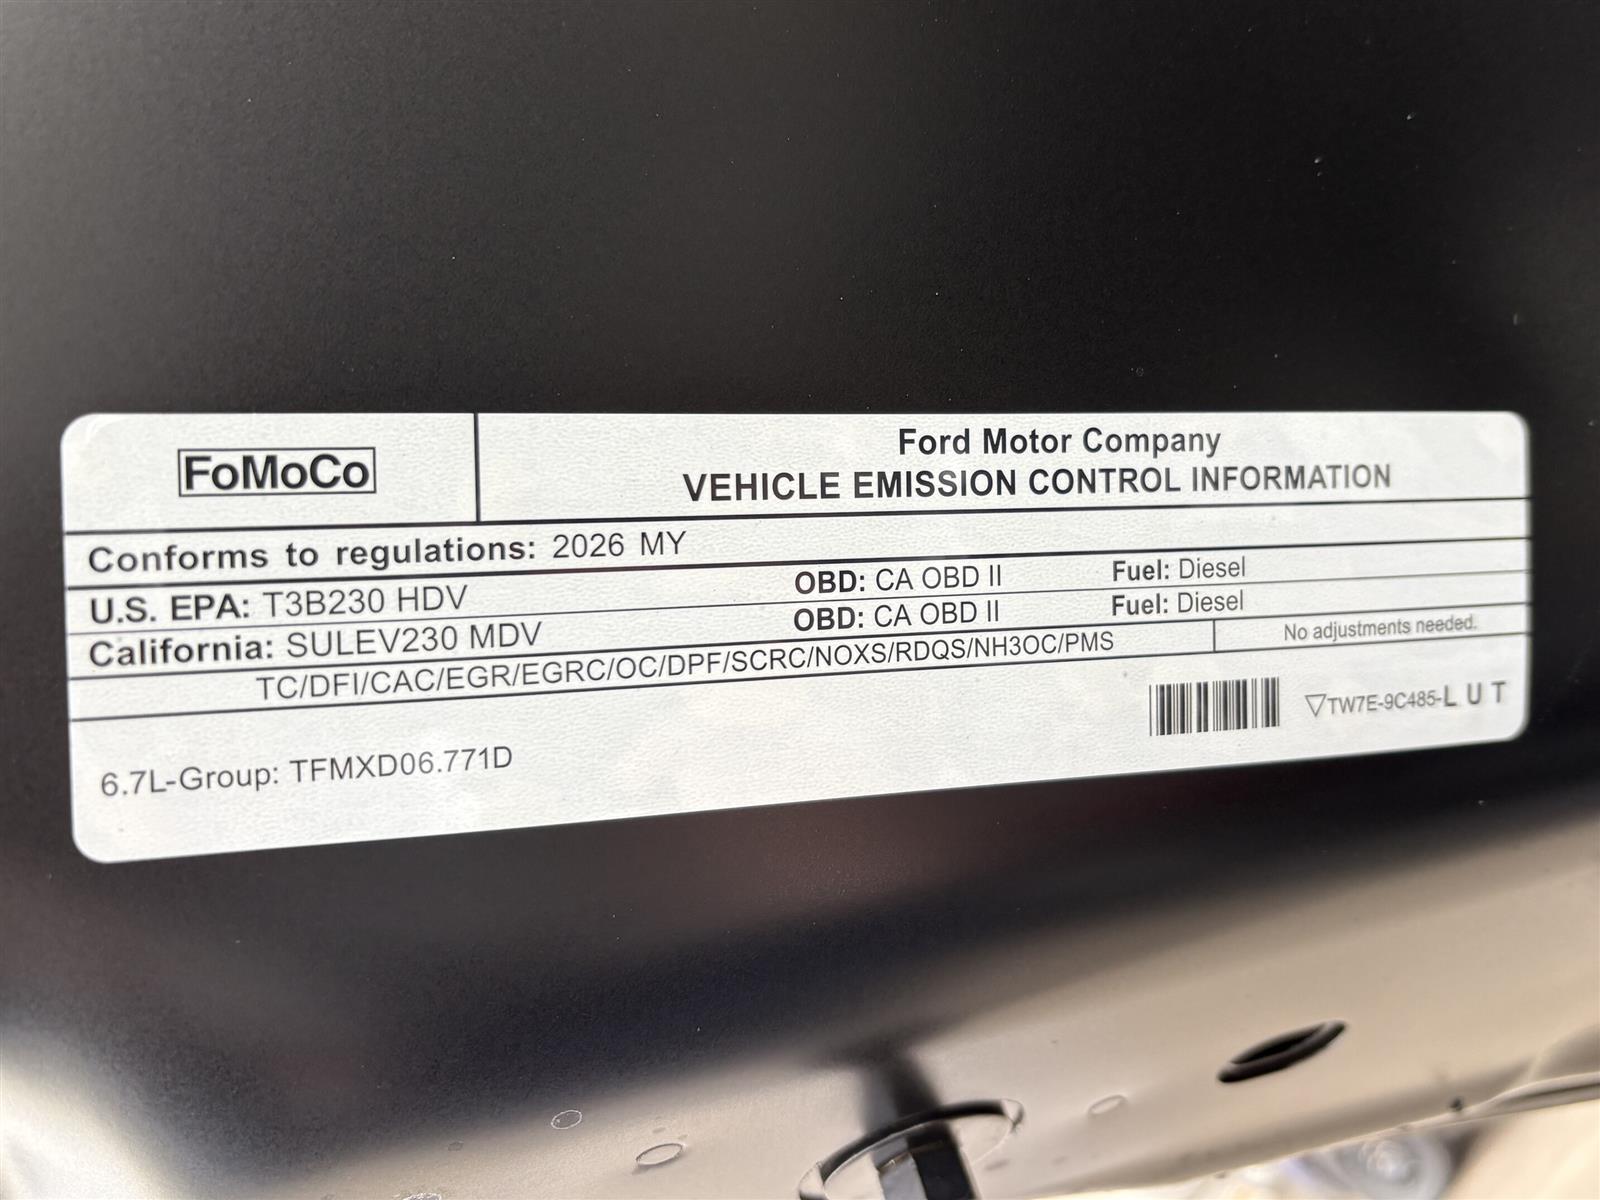 FoMoCo
Ford Motor Company
VEHICLE EMISSION CONTROL INFORMATION
Conforms to regulations: 2026 MY
U.S. EPA: T3B230 HDV OBD: CA OBD II Fuel: Diesel
California: SULEV230 MDV OBD: CA OBD II Fuel: Diesel
TC/DFI/CAC/EGR/EGRC/OC/DPF/SCRC/NOXS/RDQS/NH3OC/PMS
No adjustments needed.
▽TW7E-9C485-L U T
6.7L-Group: TFMXD06.771D